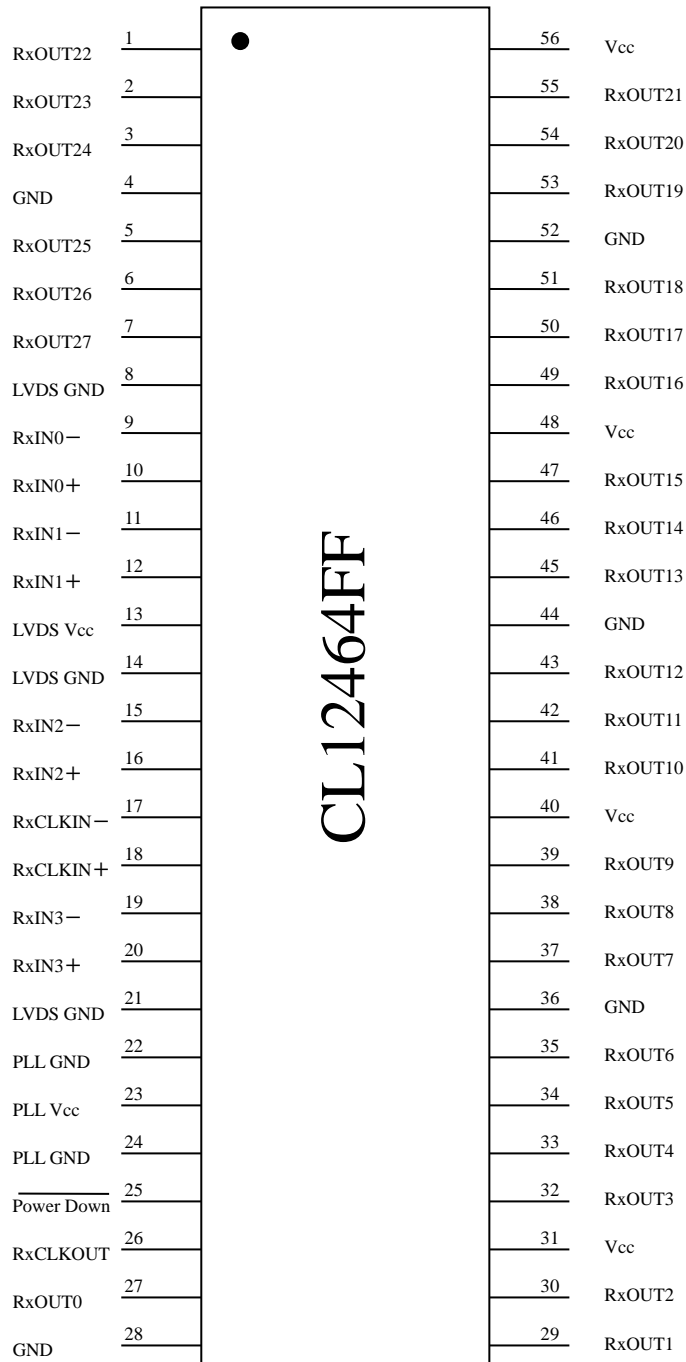 RxOUT22 1
RxOUT23 2
RxOUT24 3
GND 4
RxOUT25 5
RxOUT26 6
RxOUT27 7
LVDS GND 8
RxIN0− 9
RxIN0+ 10
RxIN1− 11
RxIN1+ 12
LVDS Vcc 13
LVDS GND 14
RxIN2− 15
RxIN2+ 16
RxCLKIN− 17
RxCLKIN+ 18
RxIN3− 19
RxIN3+ 20
LVDS GND 21
PLL GND 22
PLL Vcc 23
PLL GND 24
Power Down 25
RxCLKOUT 26
RxOUT0 27
GND 28
CL12464FF
56 Vcc
55 RxOUT21
54 RxOUT20
53 RxOUT19
52 GND
51 RxOUT18
50 RxOUT17
49 RxOUT16
48 Vcc
47 RxOUT15
46 RxOUT14
45 RxOUT13
44 GND
43 RxOUT12
42 RxOUT11
41 RxOUT10
40 Vcc
39 RxOUT9
38 RxOUT8
37 RxOUT7
36 GND
35 RxOUT6
34 RxOUT5
33 RxOUT4
32 RxOUT3
31 Vcc
30 RxOUT2
29 RxOUT1